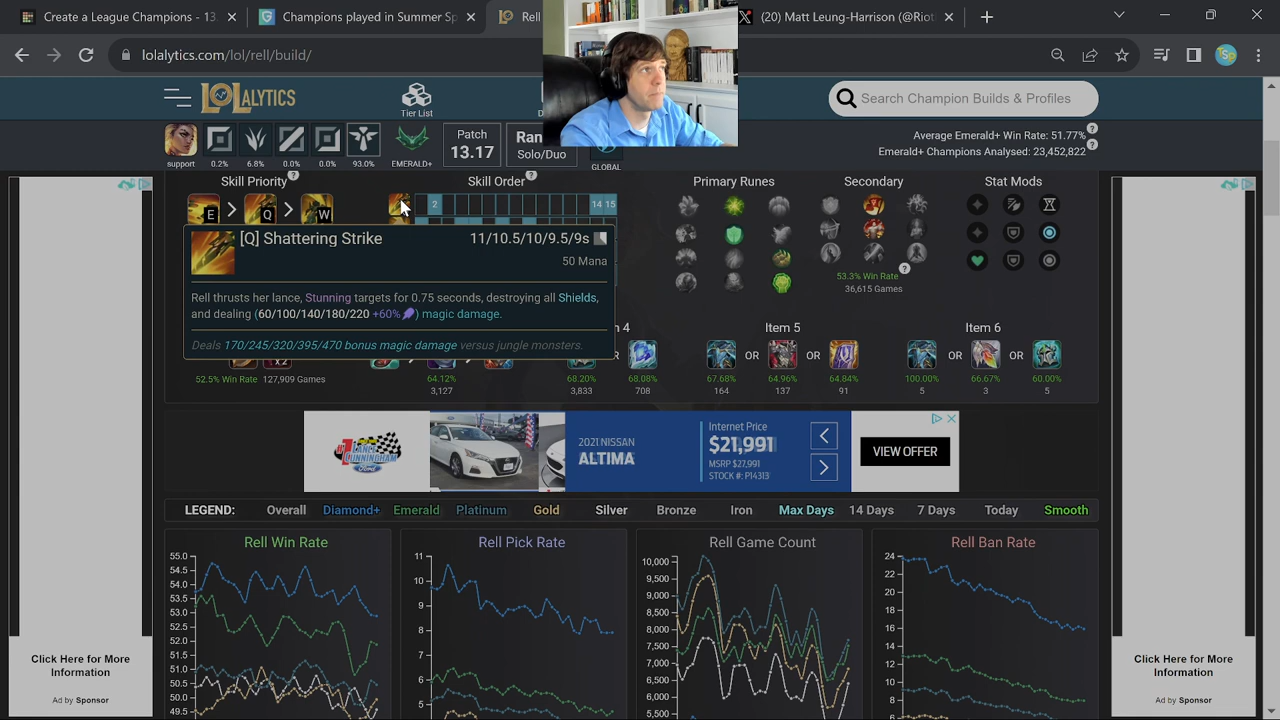 Create a League Champions - 13
Champions played in Summer S
Rell
(20) Matt Leung-Harrison (@Riot
lolalytics.com/lol/rell/build/
LOLALYTICS
Tier List
D
Search Champion Builds & Profiles
support
0.2%
6.8%
0.0%
0.0%
93.0%
EMERALD+
Patch
13.17
Ran
Solo/Duo
GLOBAL
Average Emerald+ Win Rate: 51.77%
Emerald+ Champions Analysed: 23,452,822
Skill Priority
Skill Order
Primary Runes
Secondary
Stat Mods
E
Q
W
2
14 15
[Q] Shattering Strike
11/10.5/10/9.5/9s
50 Mana
Rell thrusts her lance, Stunning targets for 0.75 seconds, destroying all Shields,
and dealing (60/100/140/180/220 +60% ) magic damage.
Deals 170/245/320/395/470 bonus magic damage versus jungle monsters.
53.3% Win Rate
36,615 Games
m 4
Item 5
Item 6
OR
OR
OR
OR
OR
52.5% Win Rate 127,909 Games
64.12%
3,127
68.20%
3,833
68.08%
708
67.68%
164
64.96%
137
64.84%
91
100.00%
5
66.67%
3
60.00%
5
2021 NISSAN
ALTIMA
Internet Price
$21,991
MSRP $27,991
STOCK #: P14313
VIEW OFFER
LEGEND: Overall Diamond+ Emerald Platinum Gold Silver Bronze Iron Max Days 14 Days 7 Days Today Smooth
Rell Win Rate
55.0
54.5
54.0
53.5
53.0
52.5
52.0
51.5
51.0
50.5
50.0
49.5
Rell Pick Rate
11
10
9
8
7
6
5
Rell Game Count
10,000
9,500
9,000
8,500
8,000
7,500
7,000
6,500
6,000
5,500
Rell Ban Rate
24
22
20
18
16
14
12
10
8
6
Click Here for More
Information
Ad by Sponsor
Click Here for More
Information
Ad by Sponsor